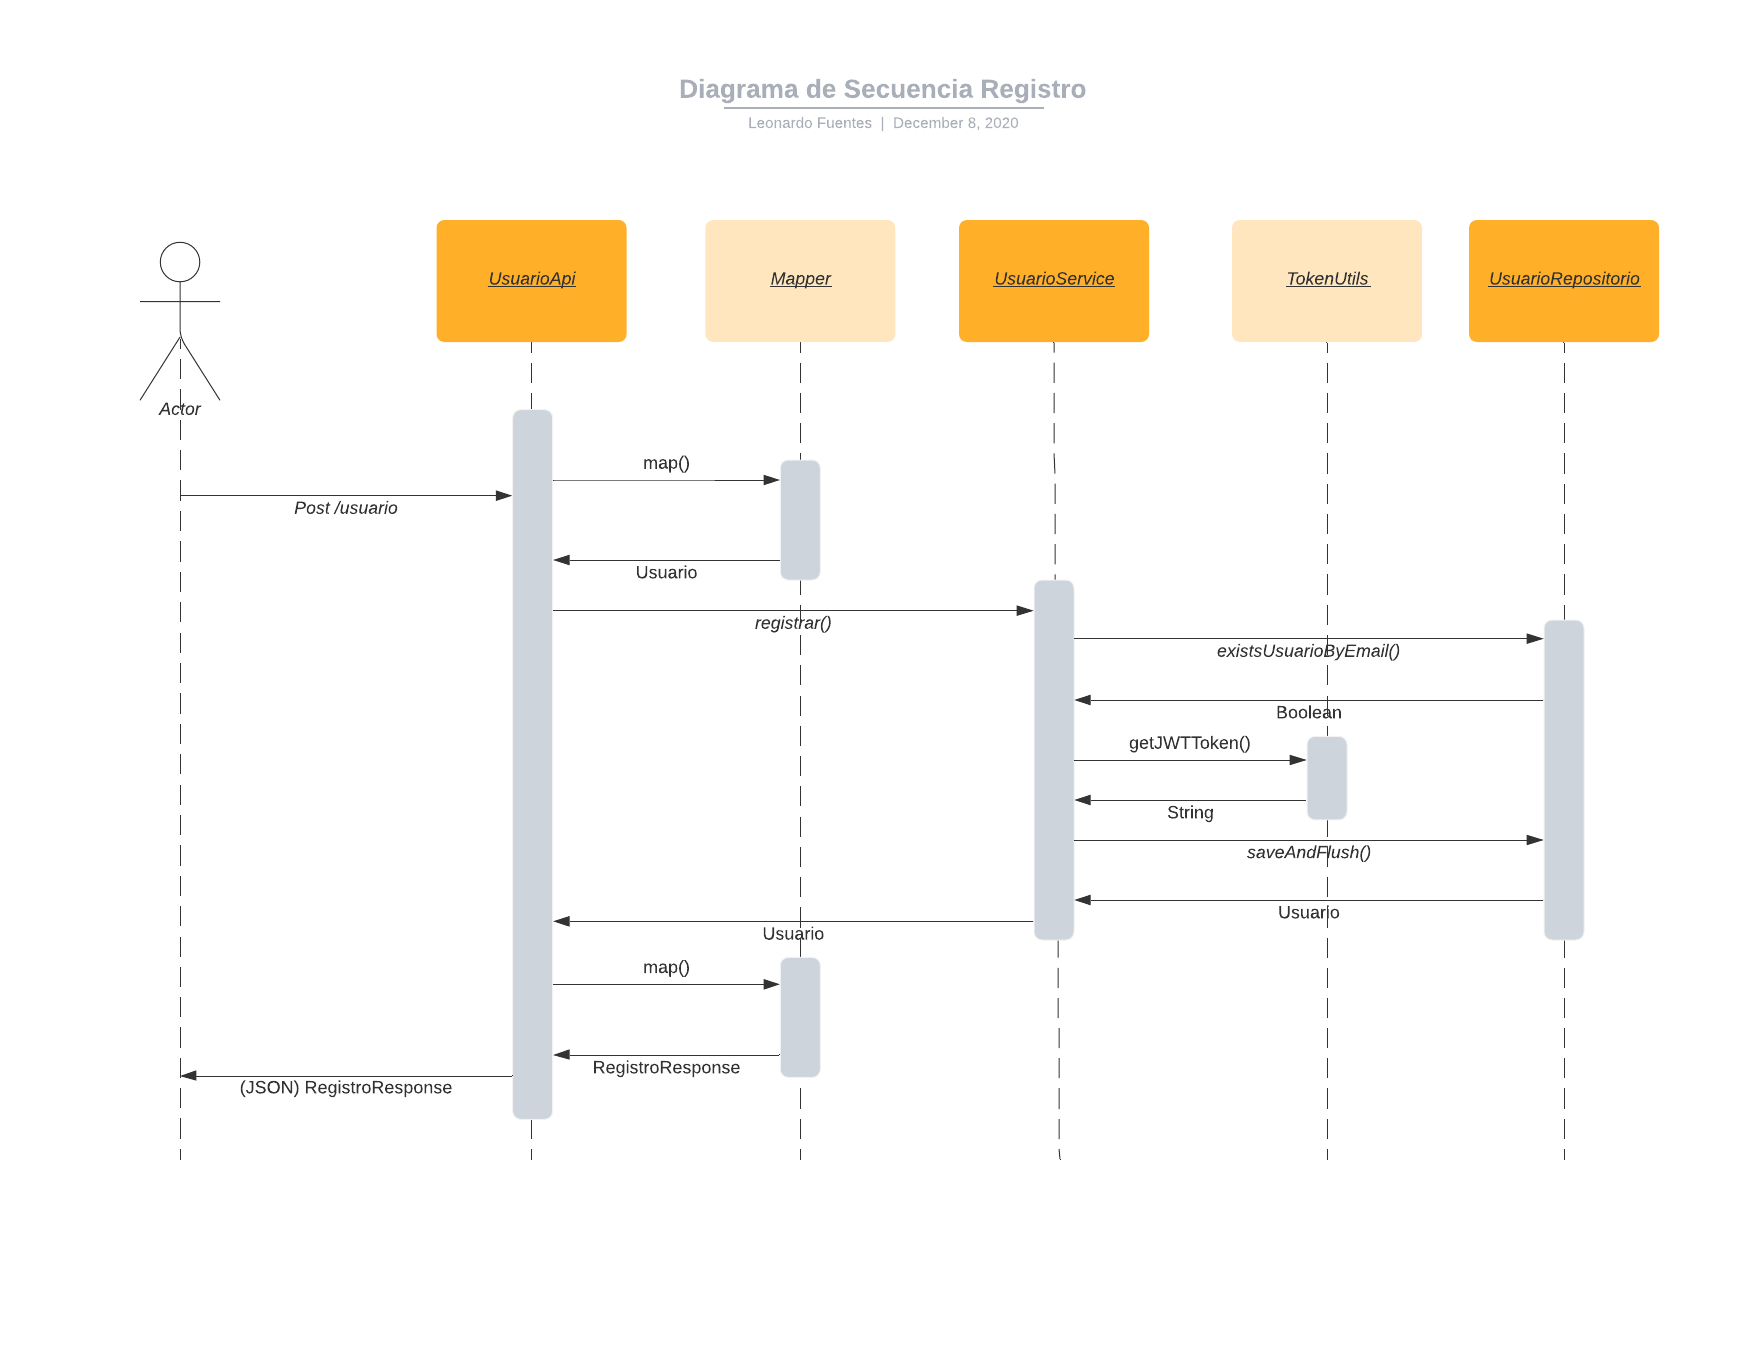 Diagrama de Secuencia Registro
Leonardo Fuentes | December 8, 2020
UsuarioApi
Mapper
UsuarioService
TokenUtils
UsuarioRepositorio
Actor
map()
Post /usuario
Usuario
registrar()
existsUsuarioByEmail()
Boolean
getJWTToken()
String
saveAndFlush()
Usuario
Usuario
map()
RegistroResponse
(JSON) RegistroResponse